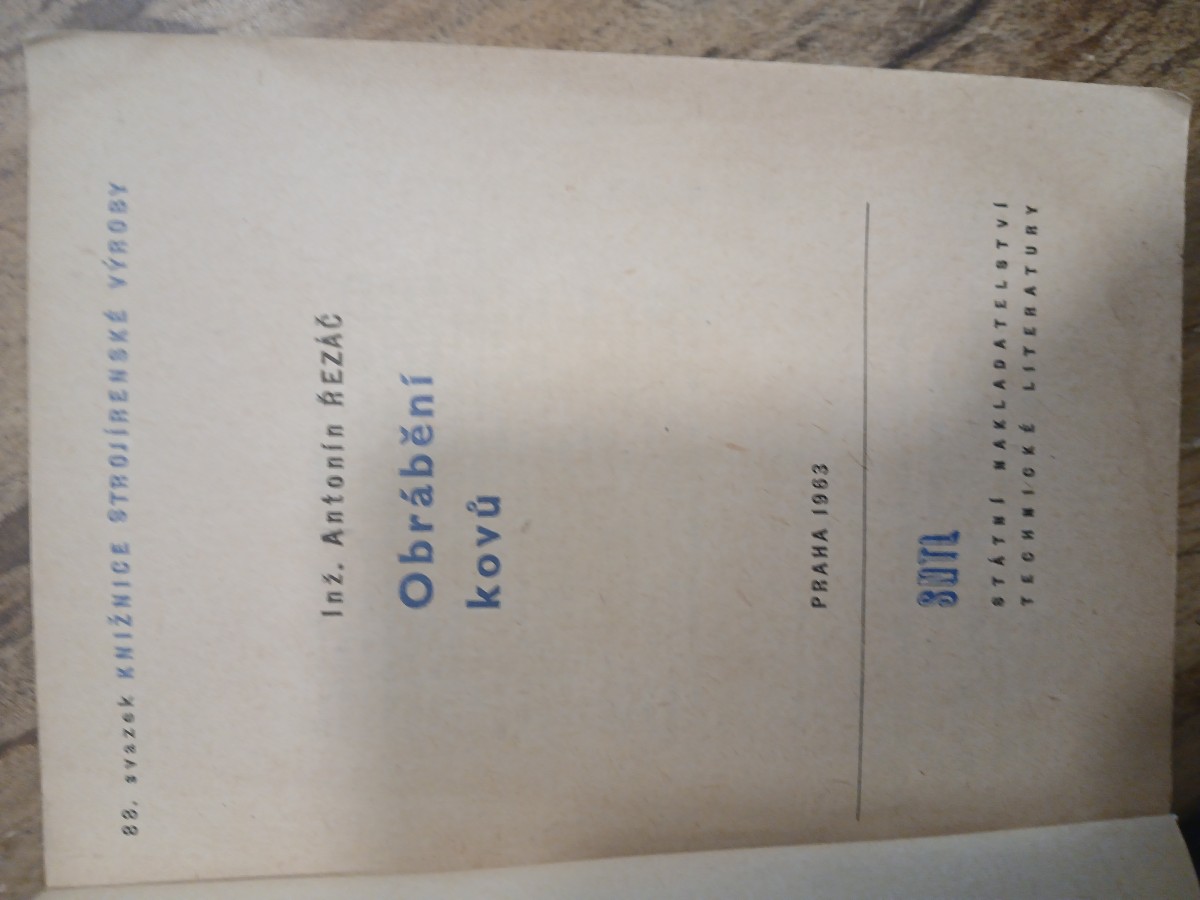 88. svazek KNIŽNICE STROJÍRENSKÉ VÝROBY
Inž. Antonín ŘEZÁČ
Obrábění
kovů
PRAHA 1963
SNTL
STÁTNÍ NAKLADATELSTVÍ
TECHNICKÉ LITERATURY